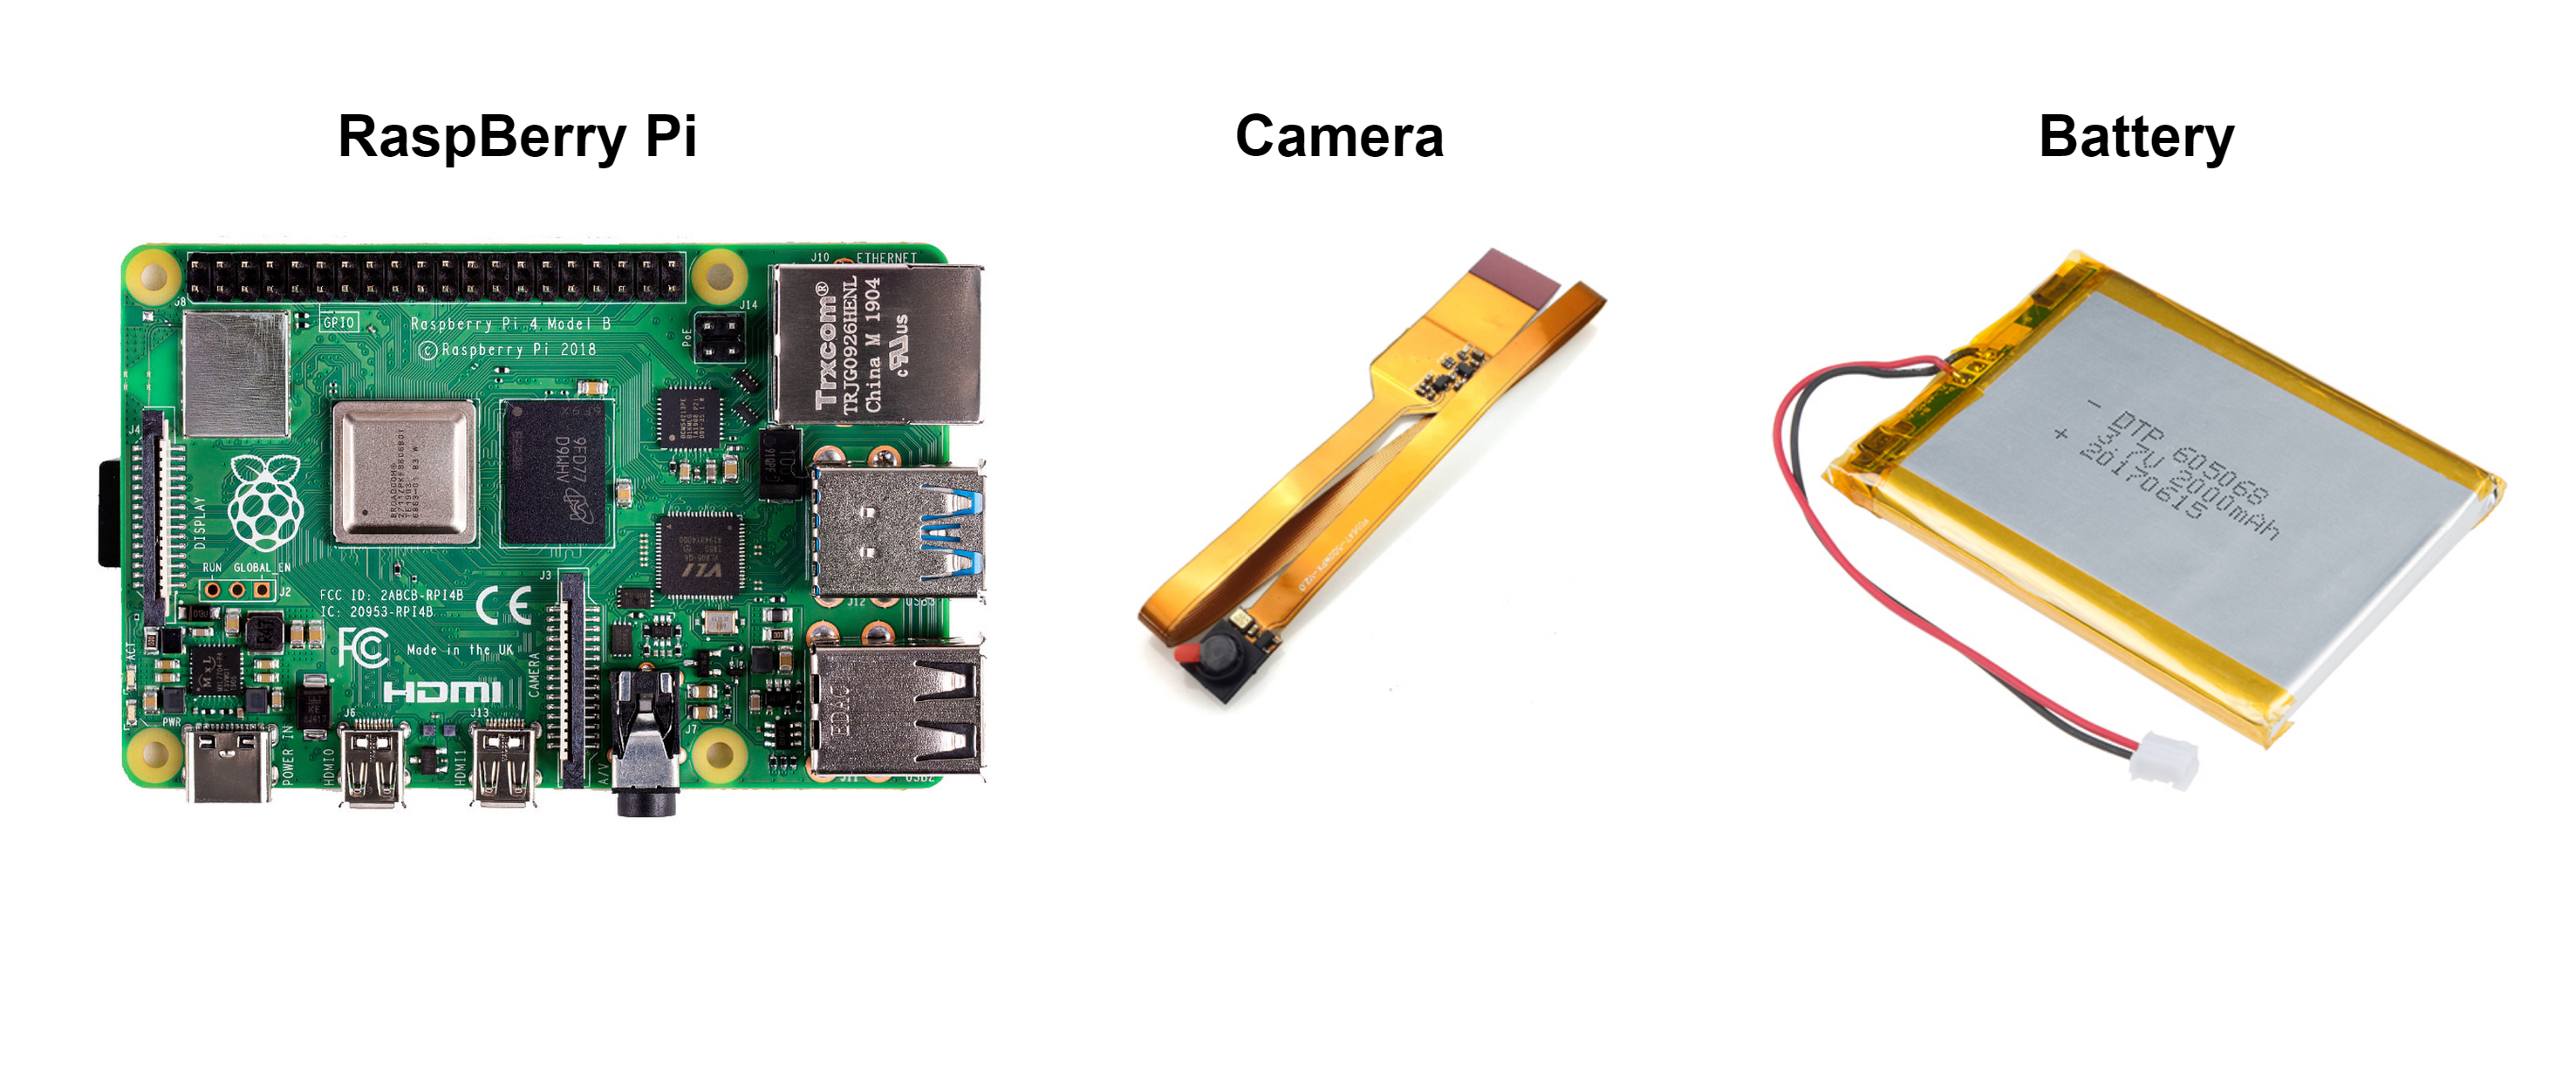 RaspBerry Pi
Camera
Battery
J10 ETHERNET
J8
J14
GPIO
Raspberry Pi 4 Model B
©Raspberry Pi 2018
PoE
Trxcom®
TRJG0926HENL
China M 1904
c us
J4
DISPLAY
9FD77
D9WHV
VLI
RUN GLOBAL_EN
J2
J3
FCC ID: 2ABCB-RPI4B
IC: 20953-RPI4B
CE
FC
Made in the UK
HDMI
CAMERA
J12
USB3
ACT
PWR
POWER IN
J6
HDMI0
J13
HDMI1
A/V
J7
J11
USB2
- DTP 605068
3.7V 2000mAh
+ 20170615